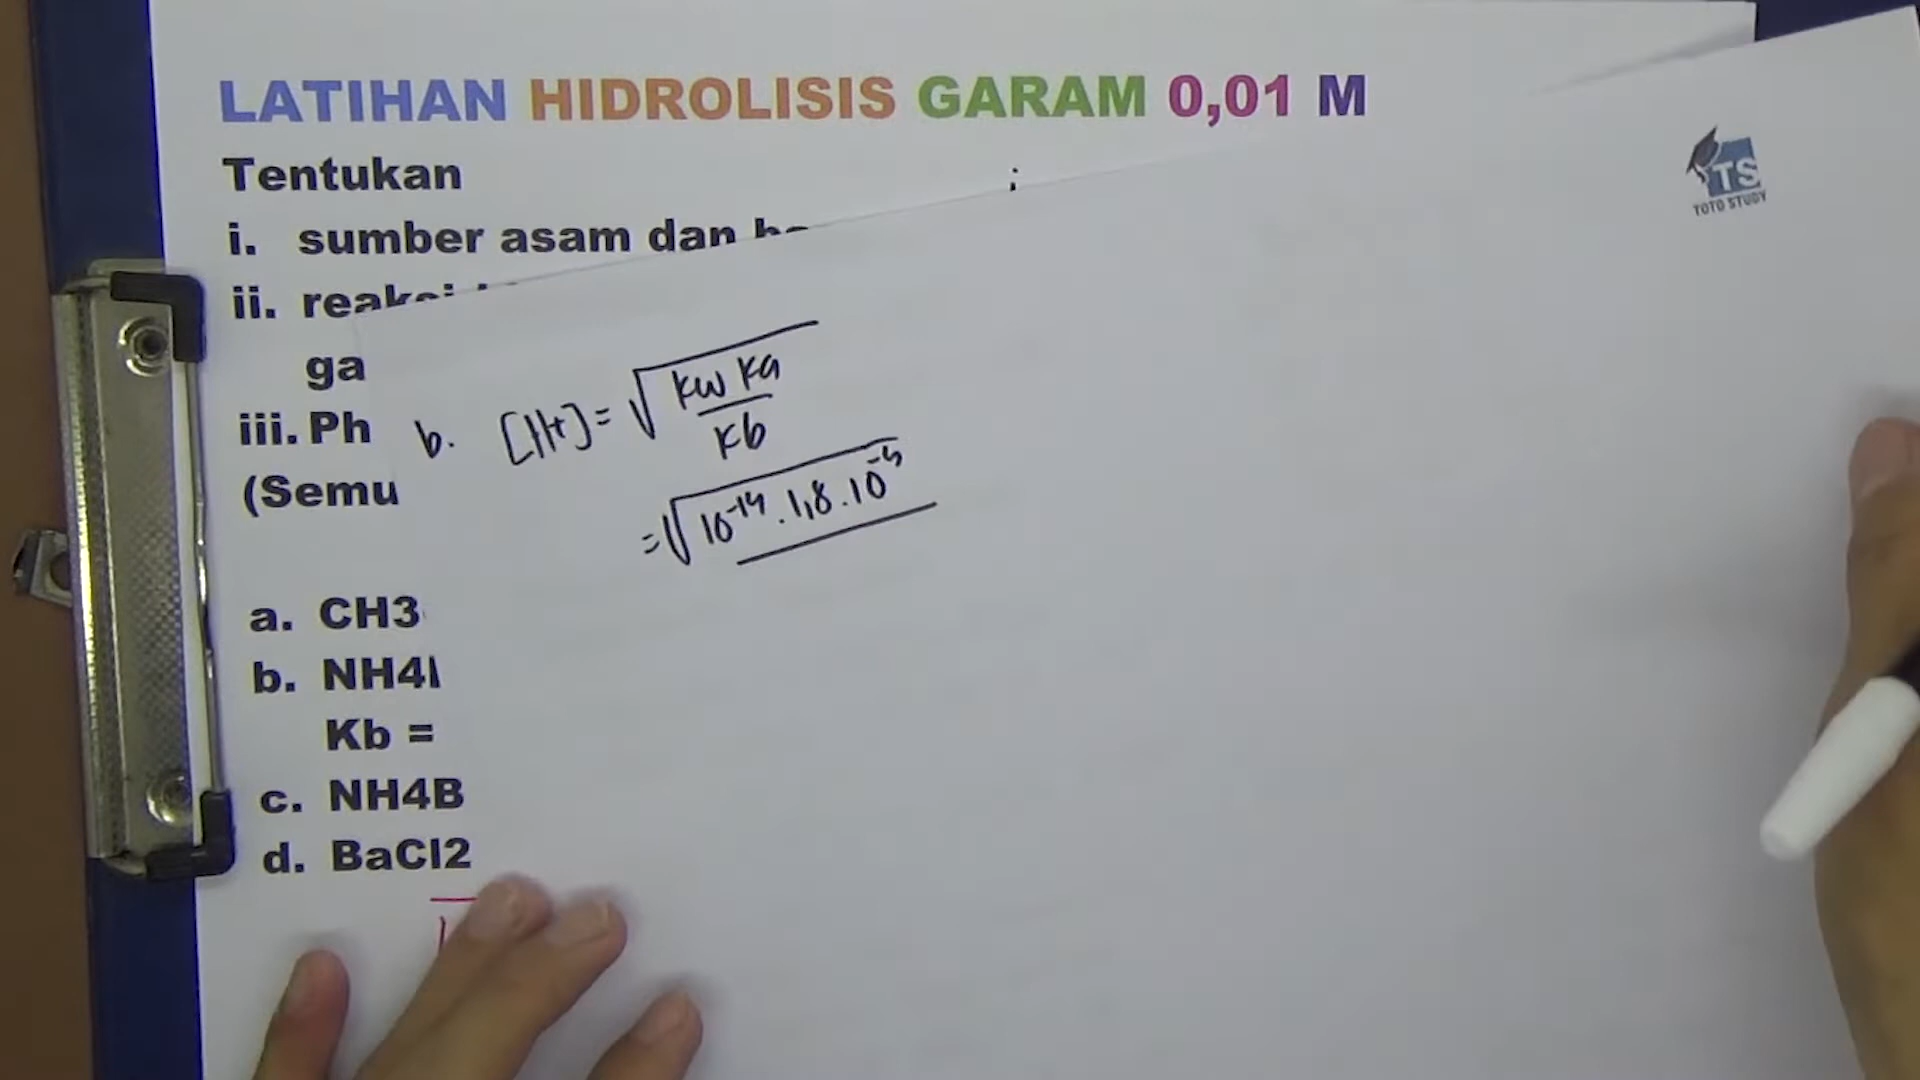 LATIHAN HIDROLISIS GARAM 0,01 M
Tentukan ;
i. sumber asam dan
ii.
ga
iii. Ph
(Semu
b. [H+] = √ Kw Ka
Kb
= √ 10⁻¹⁴ . 1,8 . 10⁻⁵
a. CH3
b. NH4
Kb =
c. NH4B
d. BaCl2
TS
TOTO STUDY